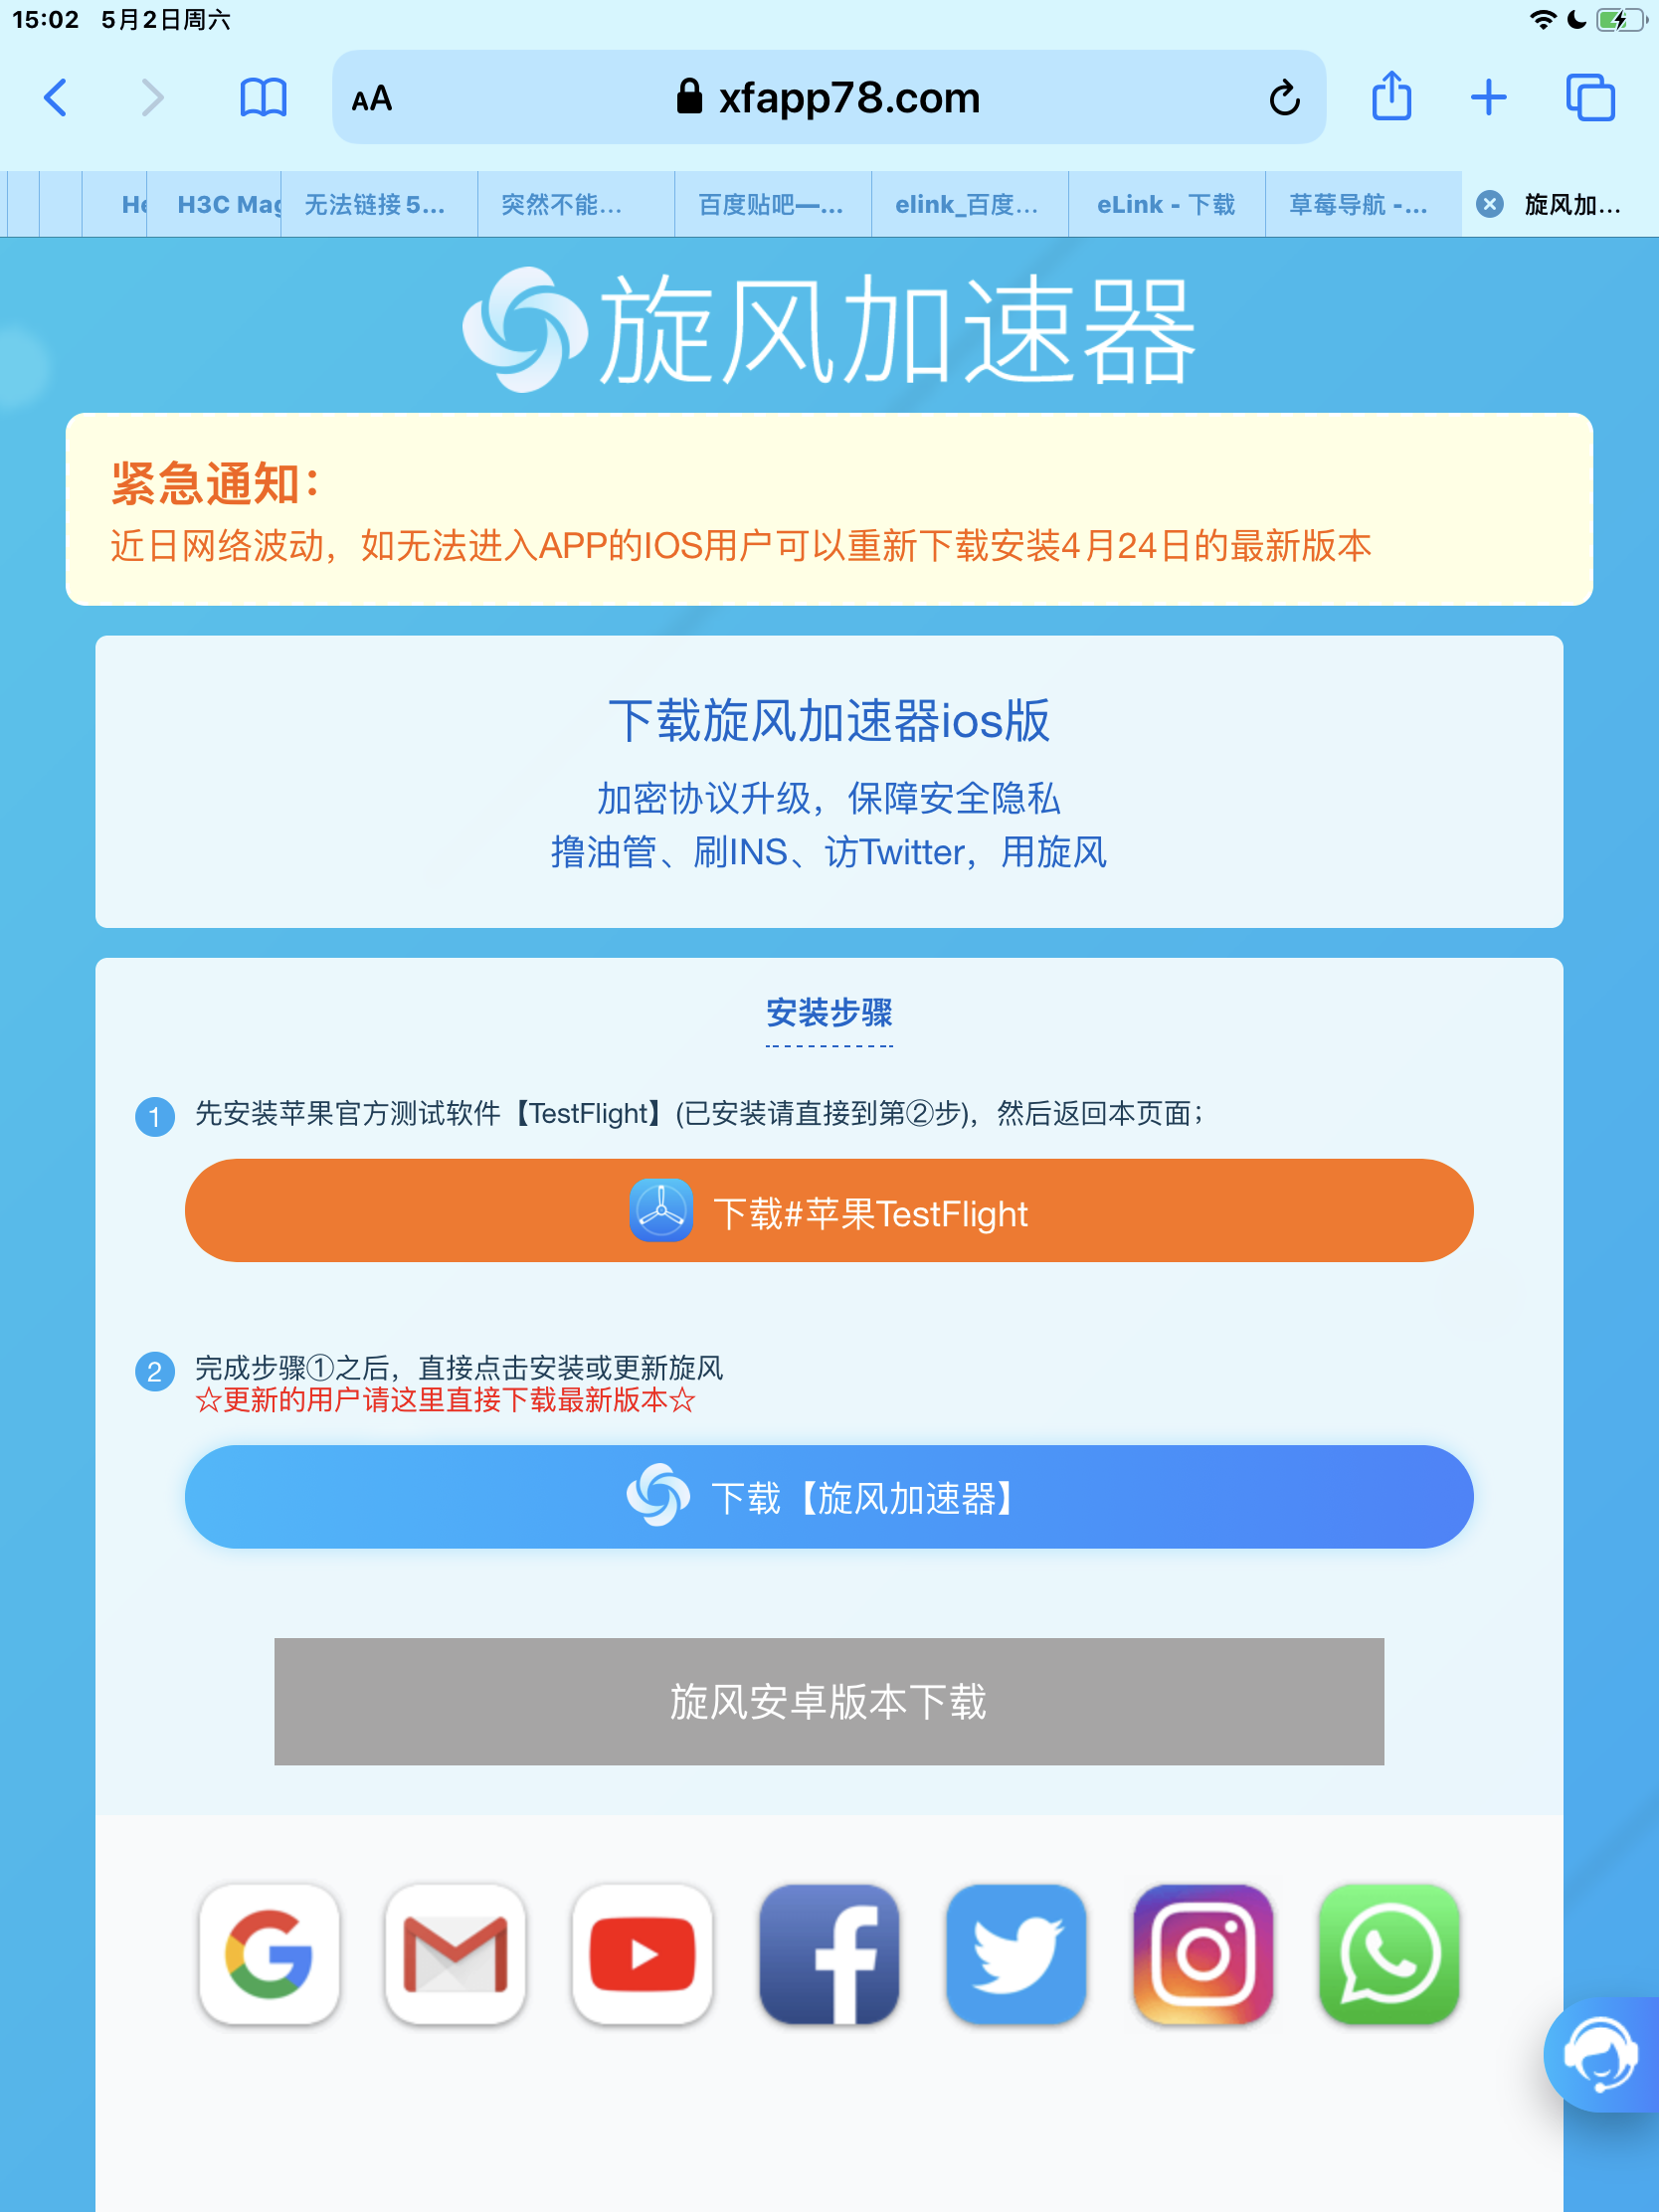 15:02 5月2日周六
AA xfapp78.com
H3C Mag 无法链接5... 突然不能... 百度贴吧—... elink_百度... eLink - 下载 草莓导航 -... 旋风加...
旋风加速器
紧急通知：
近日网络波动，如无法进入APP的IOS用户可以重新下载安装4月24日的最新版本
下载旋风加速器ios版
加密协议升级，保障安全隐私
撸油管、刷INS、访Twitter，用旋风
安装步骤
1 先安装苹果官方测试软件【TestFlight】(已安装请直接到第②步)，然后返回本页面；
下载#苹果TestFlight
2 完成步骤①之后，直接点击安装或更新旋风
☆更新的用户请这里直接下载最新版本☆
下载【旋风加速器】
旋风安卓版本下载